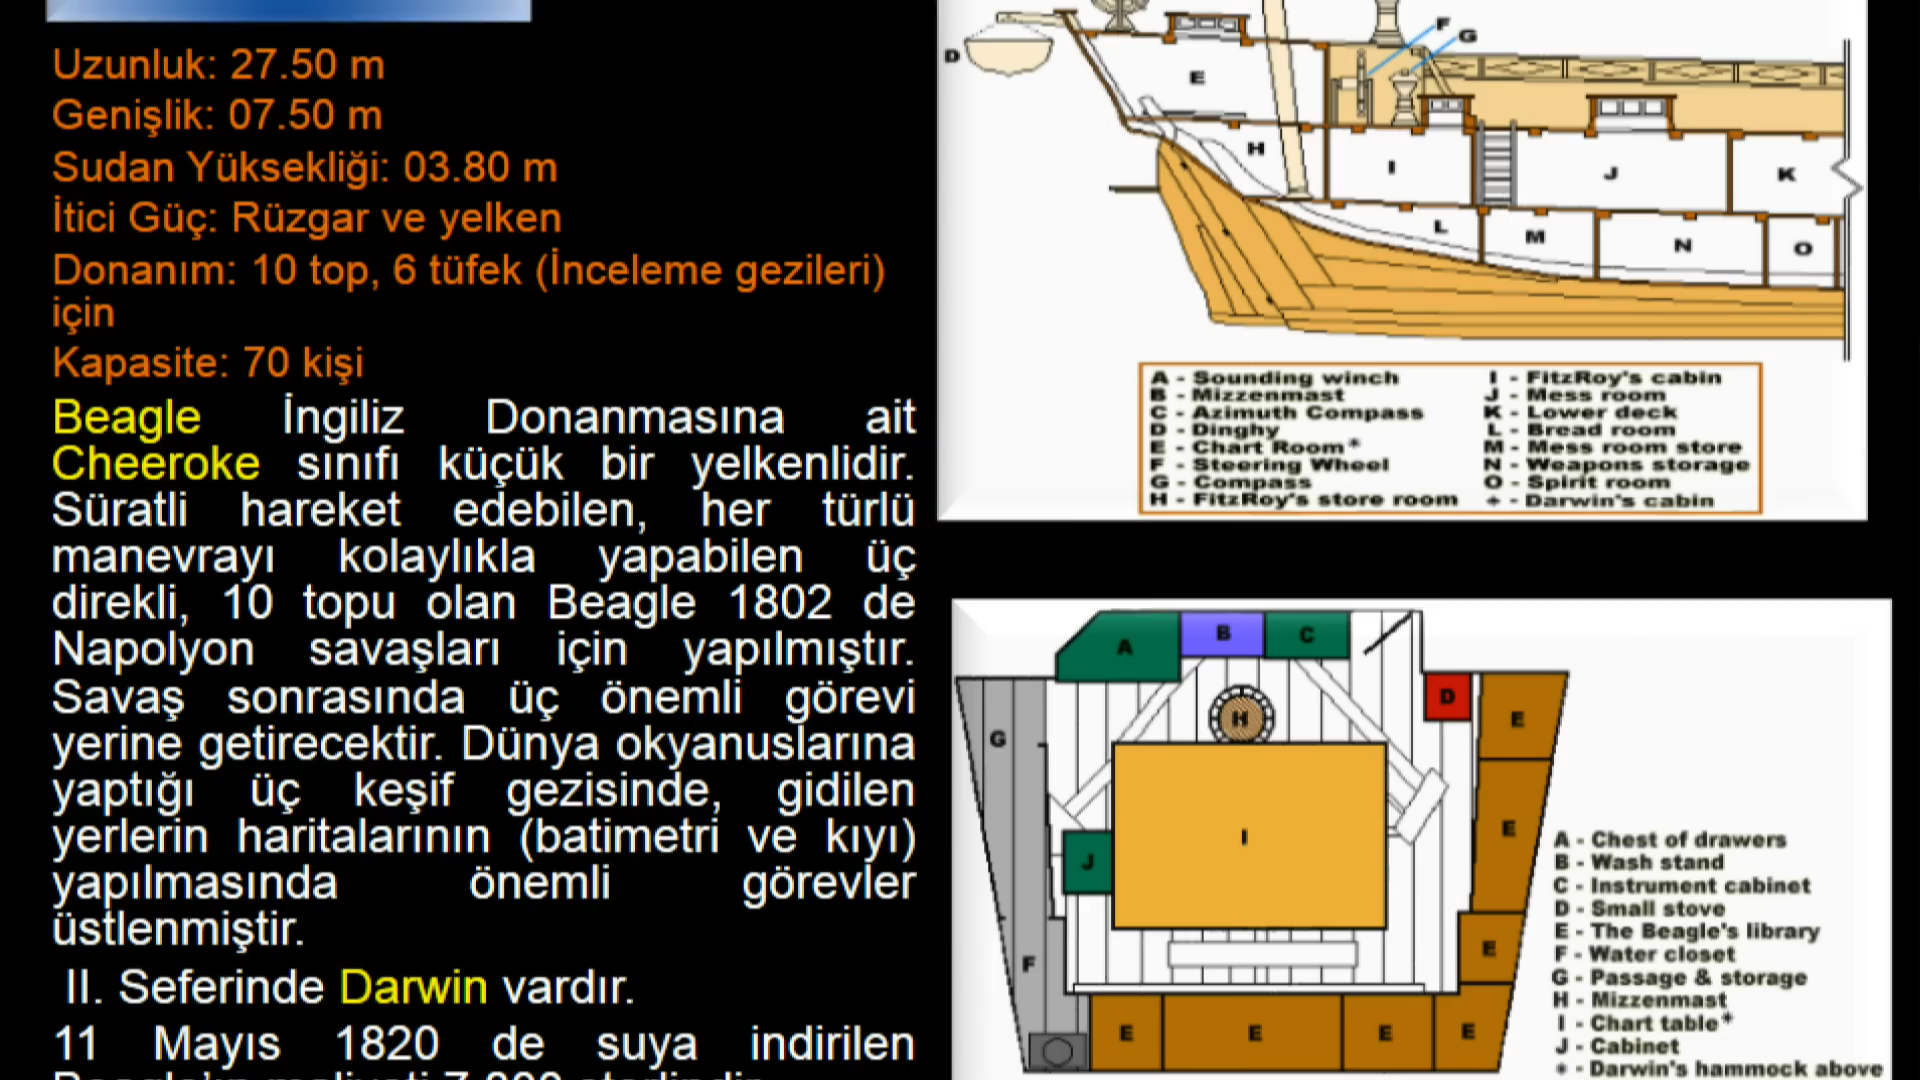 Uzunluk: 27.50 m
Genişlik: 07.50 m
Sudan Yüksekliği: 03.80 m
İtici Güç: Rüzgar ve yelken
Donanım: 10 top, 6 tüfek (İnceleme gezileri)
için
Kapasite: 70 kişi
Beagle İngiliz Donanmasına ait
Cheeroke sınıfı küçük bir yelkenlidir.
Süratli hareket edebilen, her türlü
manevrayı kolaylıkla yapabilen üç
direkli, 10 topu olan Beagle 1802 de
Napolyon savaşları için yapılmıştır.
Savaş sonrasında üç önemli görevi
yerine getirecektir. Dünya okyanuslarına
yaptığı üç keşif gezisinde, gidilen
yerlerin haritalarının (batimetri ve kıyı)
yapılmasında önemli görevler
üstlenmiştir.
II. Seferinde Darwin vardır.
11 Mayıs 1820 de suya indirilen
F
G
D
E
H
I
J
K
L
M
N
O
A - Sounding winch
B - Mizzenmast
C - Azimuth Compass
D - Dinghy
E - Chart Room*
F - Steering Wheel
G - Compass
H - FitzRoy's store room
I - FitzRoy's cabin
J - Mess room
K - Lower deck
L - Bread room
M - Mess room store
N - Weapons storage
O - Spirit room
* - Darwin's cabin
A
B
C
D
E
H
G
I
E
J
E
F
E
E
E
E
A - Chest of drawers
B - Wash stand
C - Instrument cabinet
D - Small stove
E - The Beagle's library
F - Water closet
G - Passage & storage
H - Mizzenmast
I - Chart table*
J - Cabinet
* - Darwin's hammock above